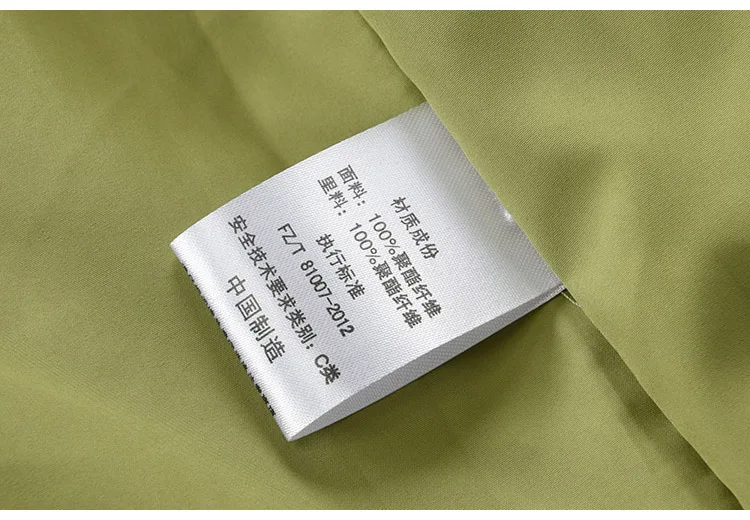 材质成份
面料：100%聚酯纤维
里料：100%聚酯纤维
执行标准
FZ/T 81007-2012
安全技术要求类别：C类
中国制造